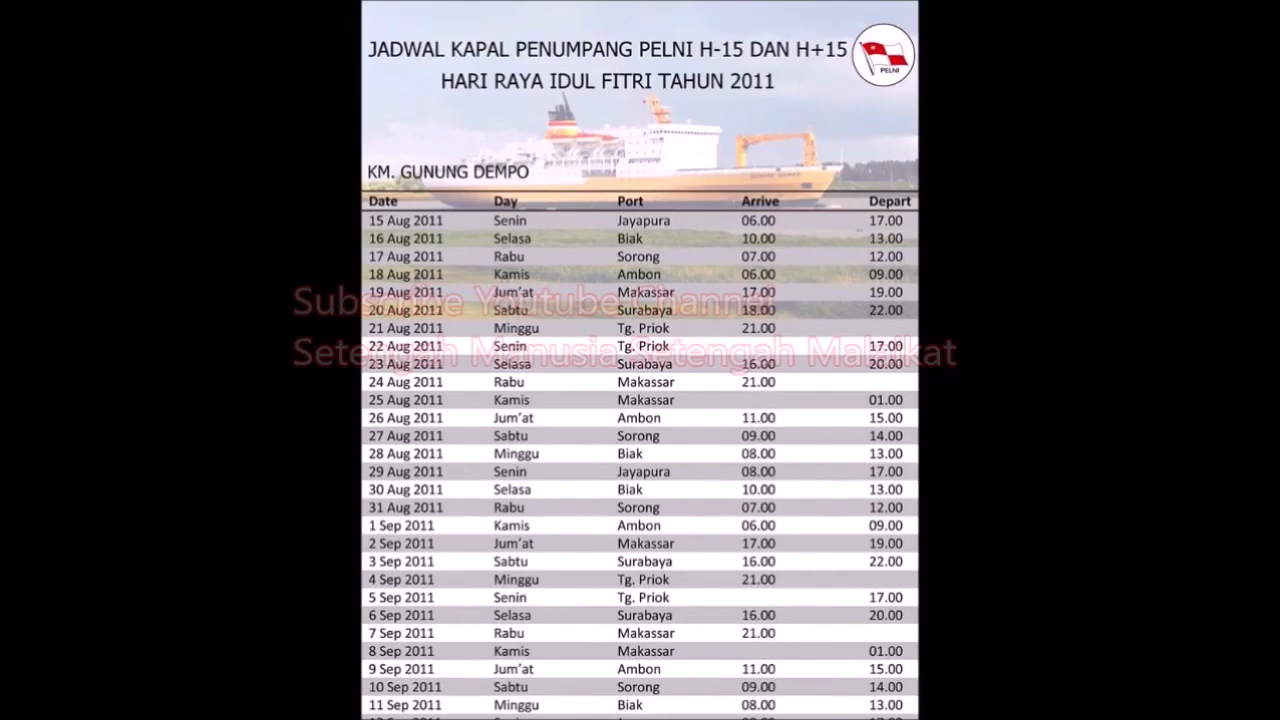 JADWAL KAPAL PENUMPANG PELNI H-15 DAN H+15
HARI RAYA IDUL FITRI TAHUN 2011
PELNI
KM. GUNUNG DEMPO
Date Day Port Arrive Depart
15 Aug 2011 Senin Jayapura 06.00 17.00
16 Aug 2011 Selasa Biak 10.00 13.00
17 Aug 2011 Rabu Sorong 07.00 12.00
18 Aug 2011 Kamis Ambon 06.00 09.00
19 Aug 2011 Jum'at Makassar 17.00 19.00
Subscribe Youtube Channel
20 Aug 2011 Sabtu Surabaya 18.00 22.00
21 Aug 2011 Minggu Tg. Priok 21.00
22 Aug 2011 Senin Tg. Priok 17.00
Setengah Manusia Setengah Malaikat
23 Aug 2011 Selasa Surabaya 16.00 20.00
24 Aug 2011 Rabu Makassar 21.00
25 Aug 2011 Kamis Makassar 01.00
26 Aug 2011 Jum'at Ambon 11.00 15.00
27 Aug 2011 Sabtu Sorong 09.00 14.00
28 Aug 2011 Minggu Biak 08.00 13.00
29 Aug 2011 Senin Jayapura 08.00 17.00
30 Aug 2011 Selasa Biak 10.00 13.00
31 Aug 2011 Rabu Sorong 07.00 12.00
1 Sep 2011 Kamis Ambon 06.00 09.00
2 Sep 2011 Jum'at Makassar 17.00 19.00
3 Sep 2011 Sabtu Surabaya 16.00 22.00
4 Sep 2011 Minggu Tg. Priok 21.00
5 Sep 2011 Senin Tg. Priok 17.00
6 Sep 2011 Selasa Surabaya 16.00 20.00
7 Sep 2011 Rabu Makassar 21.00
8 Sep 2011 Kamis Makassar 01.00
9 Sep 2011 Jum'at Ambon 11.00 15.00
10 Sep 2011 Sabtu Sorong 09.00 14.00
11 Sep 2011 Minggu Biak 08.00 13.00